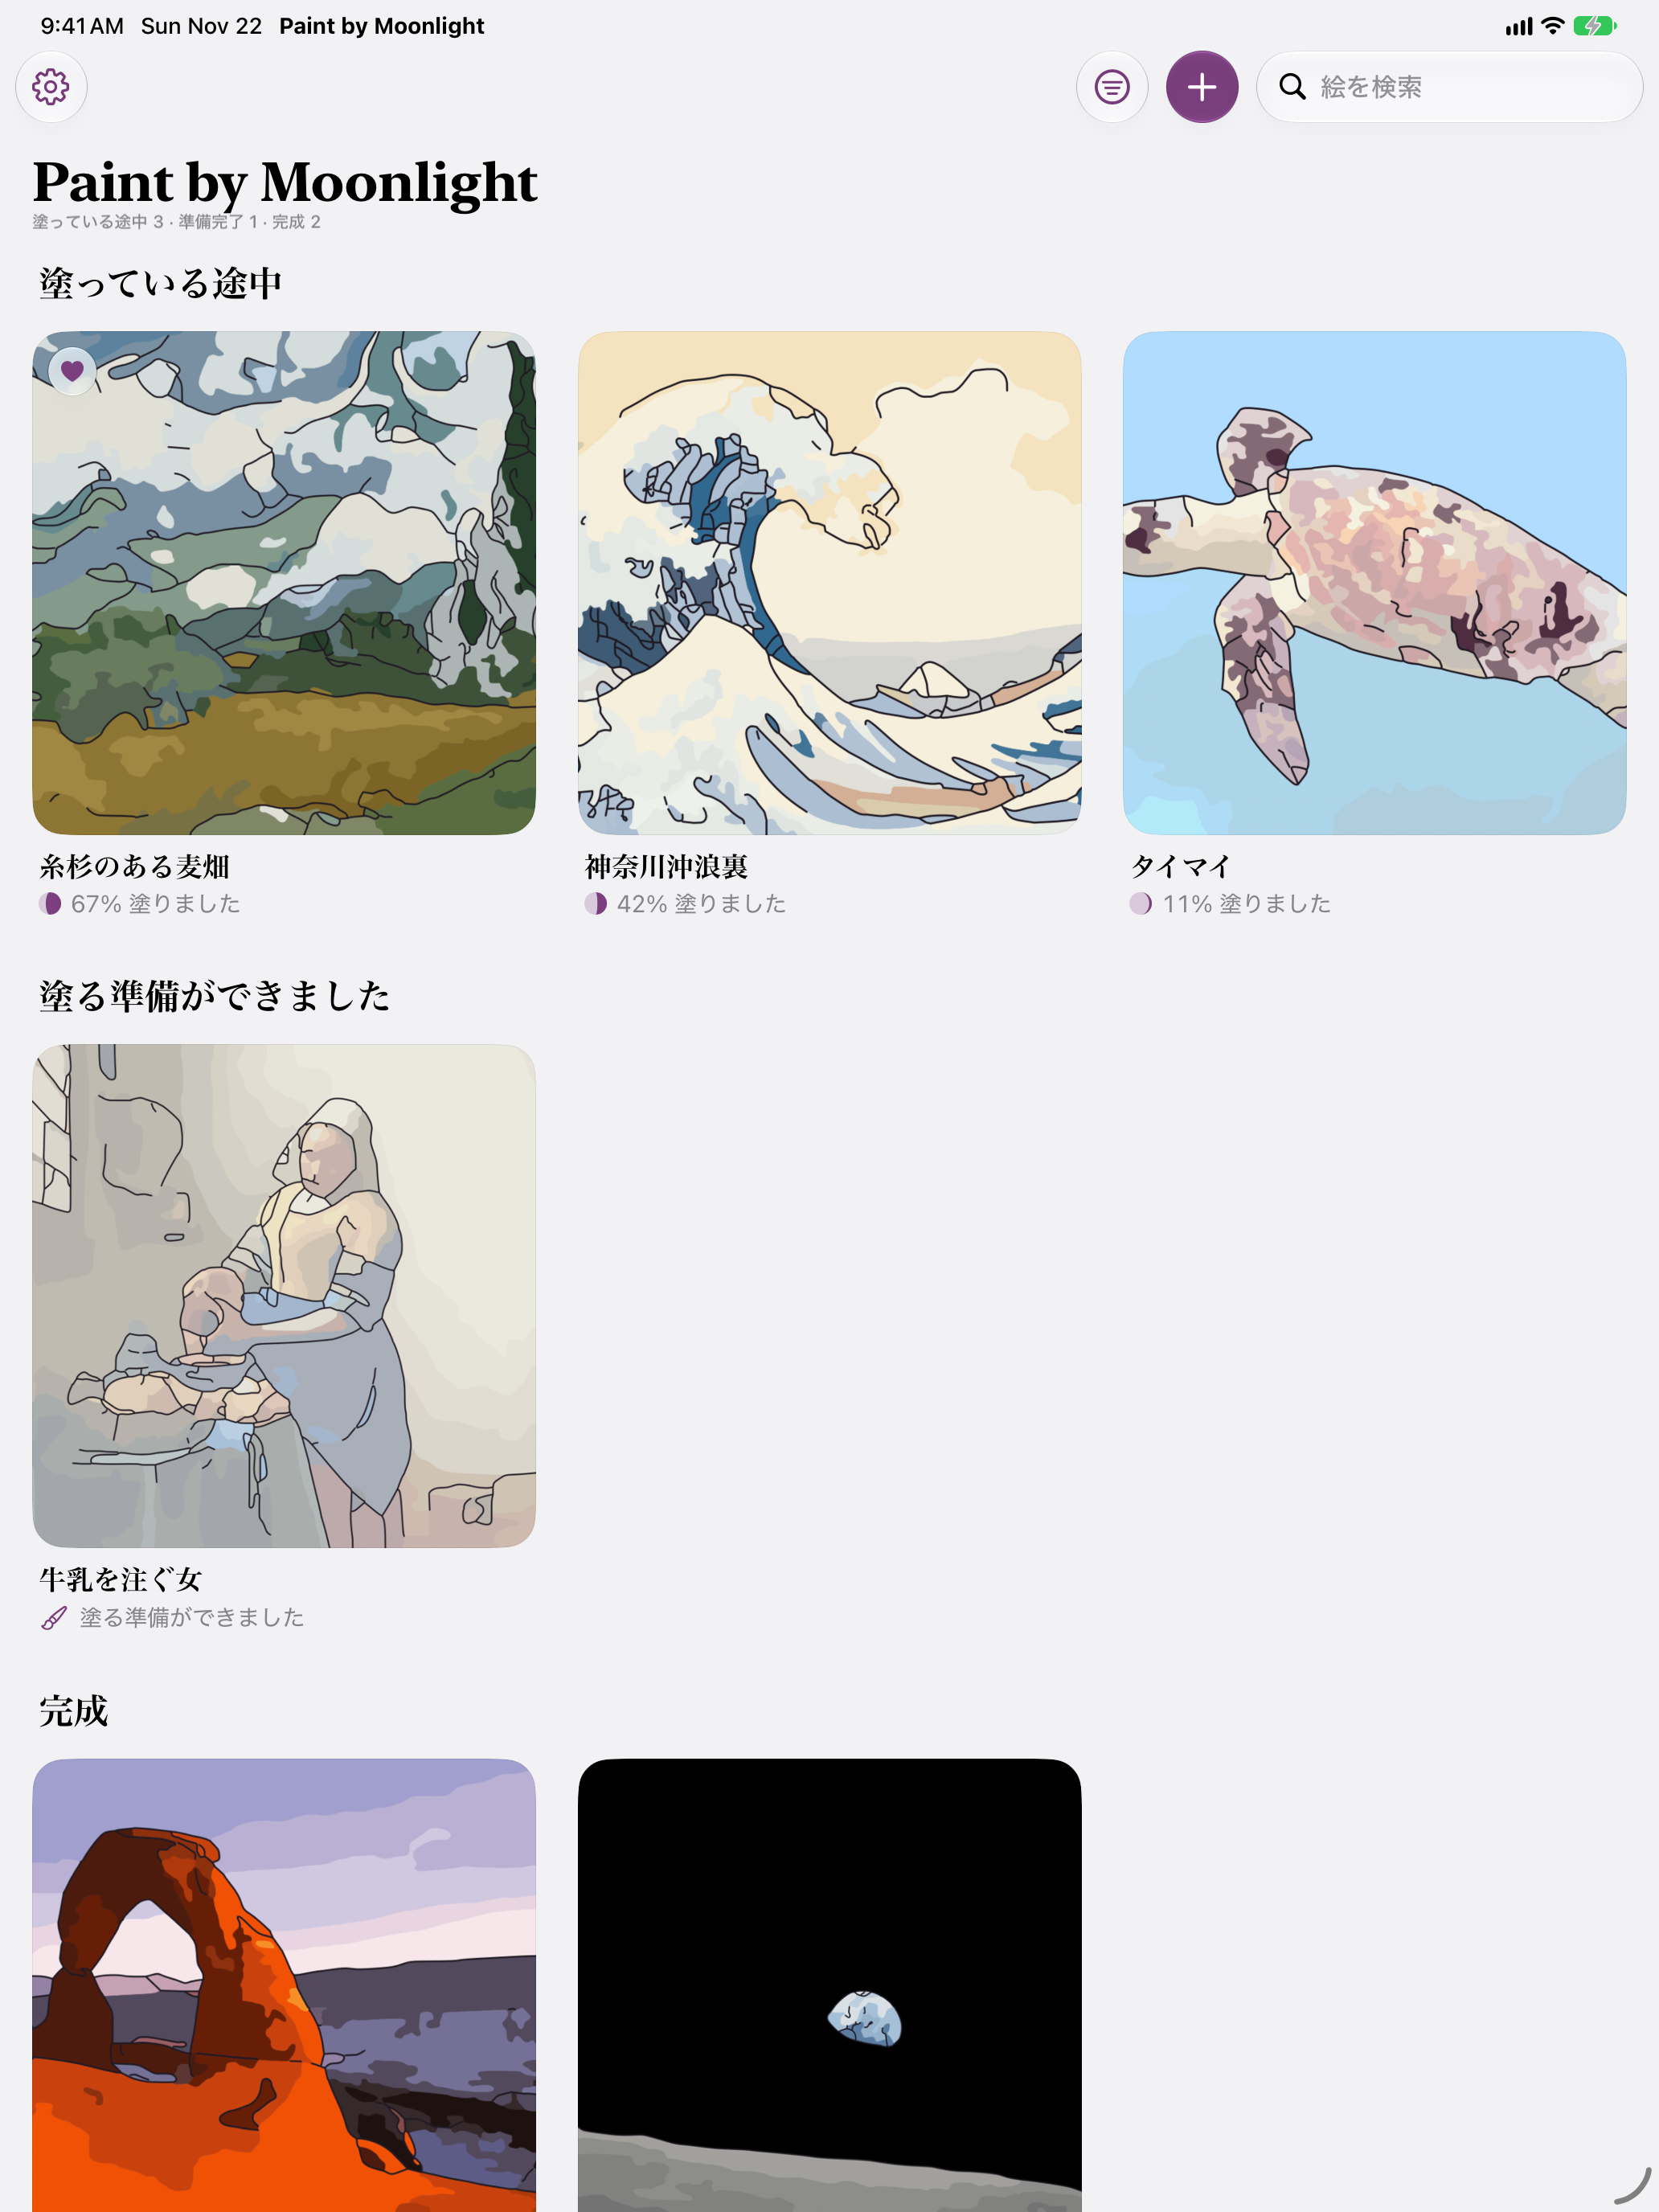 9:41 AM Sun Nov 22 Paint by Moonlight
絵を検索
Paint by Moonlight
塗っている途中 3 · 準備完了 1 · 完成 2
塗っている途中
糸杉のある麦畑
67% 塗りました
神奈川沖浪裏
42% 塗りました
タイマイ
11% 塗りました
塗る準備ができました
牛乳を注ぐ女
塗る準備ができました
完成